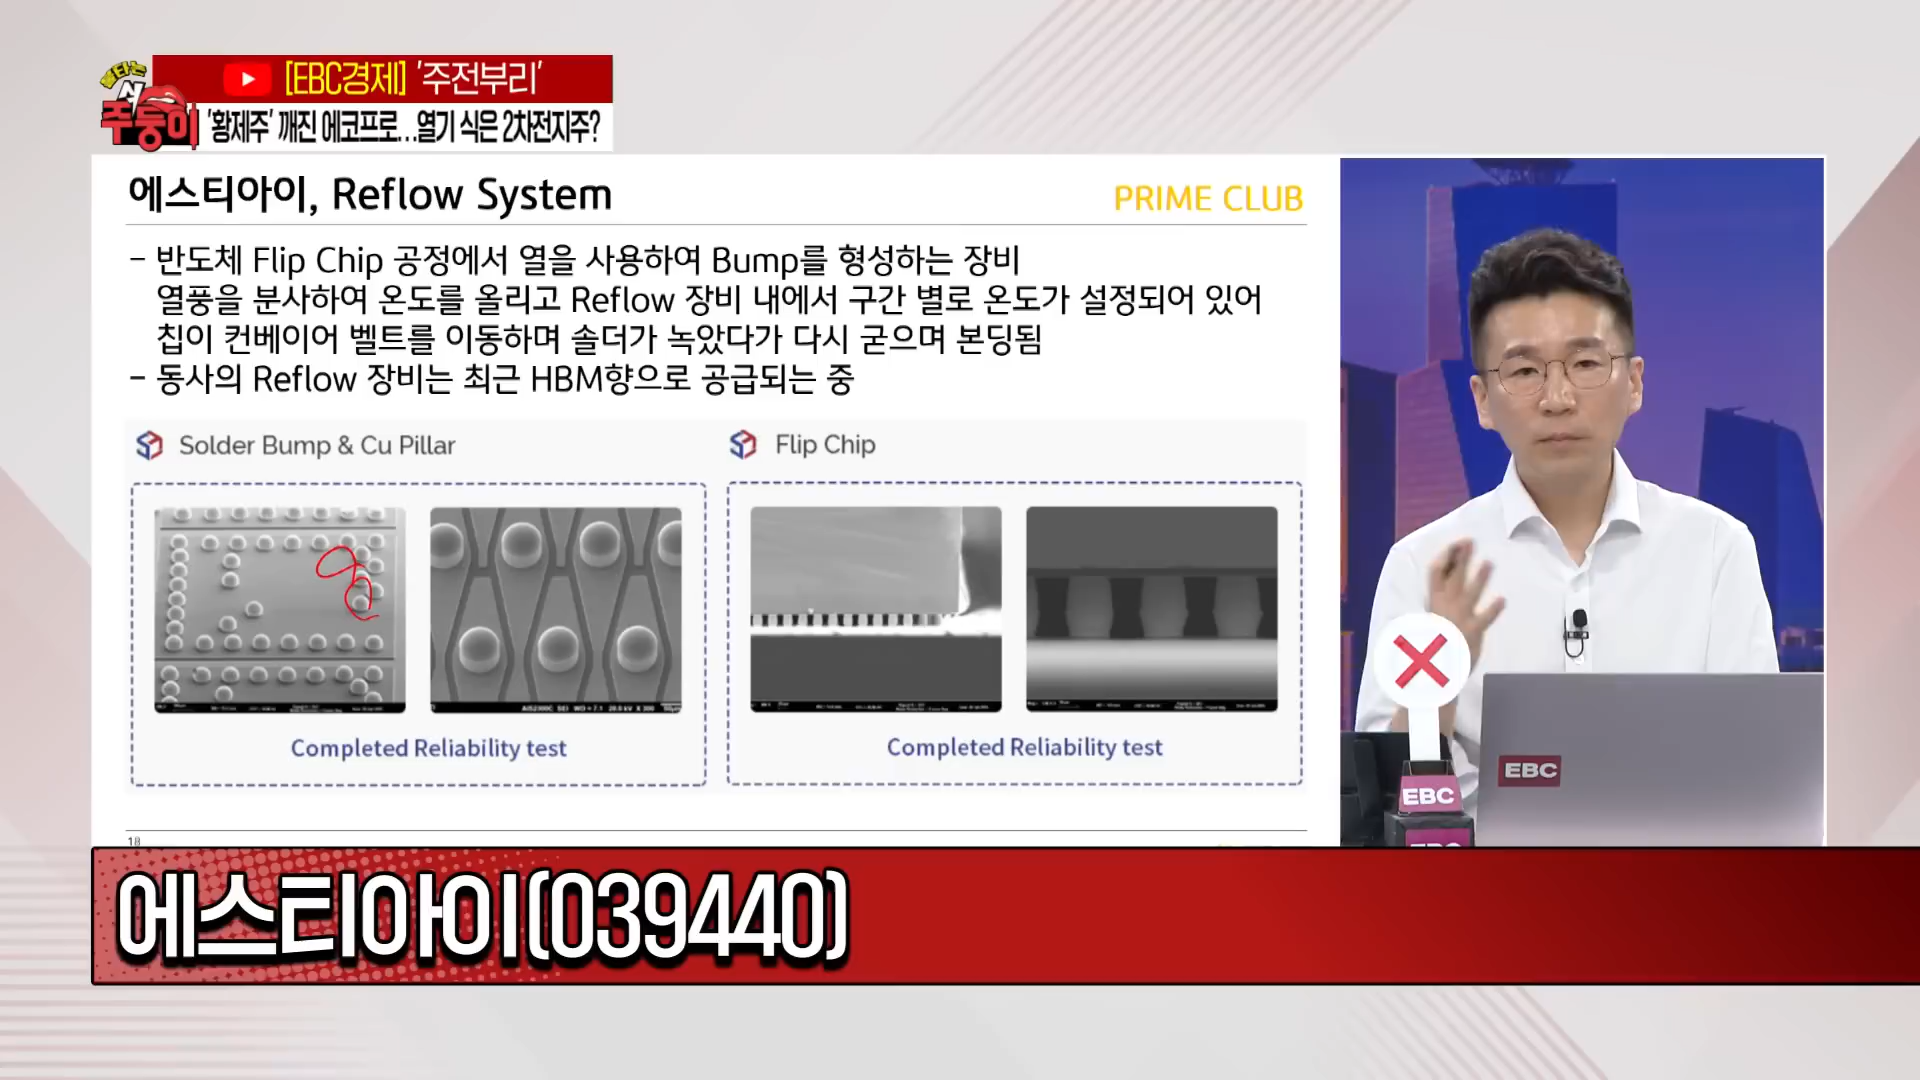 불타는
주둥이
[EBC경제] '주전부리'
'황제주' 깨진 에코프로...열기 식은 2차전지주?
에스티아이, Reflow System
PRIME CLUB
- 반도체 Flip Chip 공정에서 열을 사용하여 Bump를 형성하는 장비
열풍을 분사하여 온도를 올리고 Reflow 장비 내에서 구간 별로 온도가 설정되어 있어
칩이 컨베이어 벨트를 이동하며 솔더가 녹았다가 다시 굳으며 본딩됨
- 동사의 Reflow 장비는 최근 HBM향으로 공급되는 중
Solder Bump & Cu Pillar
Flip Chip
Completed Reliability test
Completed Reliability test
18
EBC
EBC
에스티아이(039440)